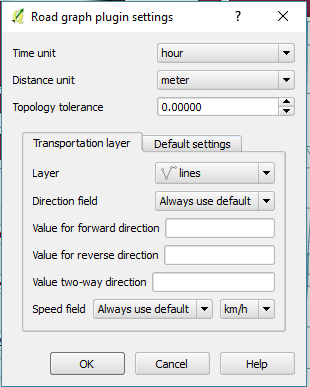 Road graph plugin settings ? ×
Time unit hour
Distance unit meter
Topology tolerance 0.00000
Transportation layer Default settings
Layer lines
Direction field Always use default
Value for forward direction
Value for reverse direction
Value two-way direction
Speed field Always use default km/h
OK Cancel Help